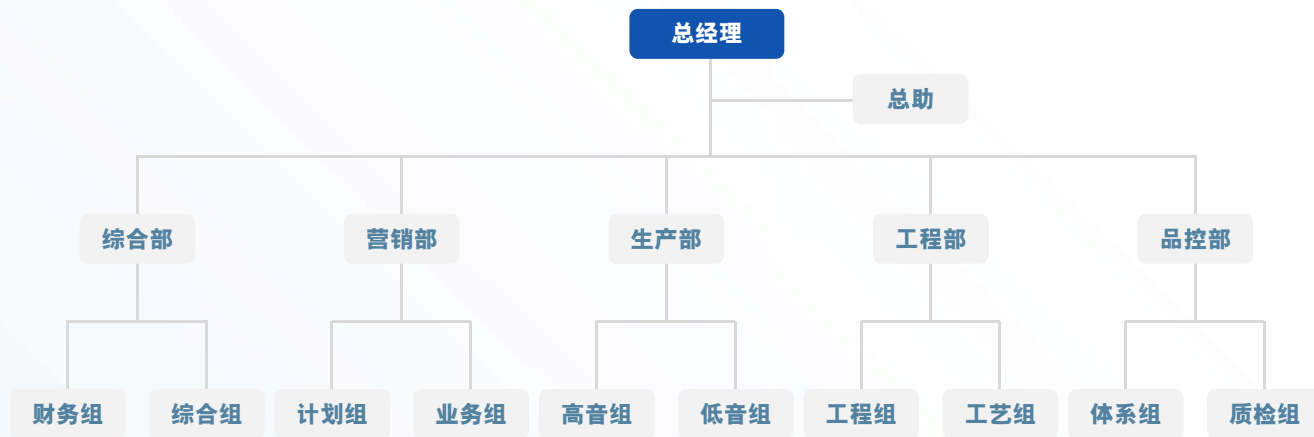 总经理
总助
综合部
营销部
生产部
工程部
品控部
财务组
综合组
计划组
业务组
高音组
低音组
工程组
工艺组
体系组
质检组